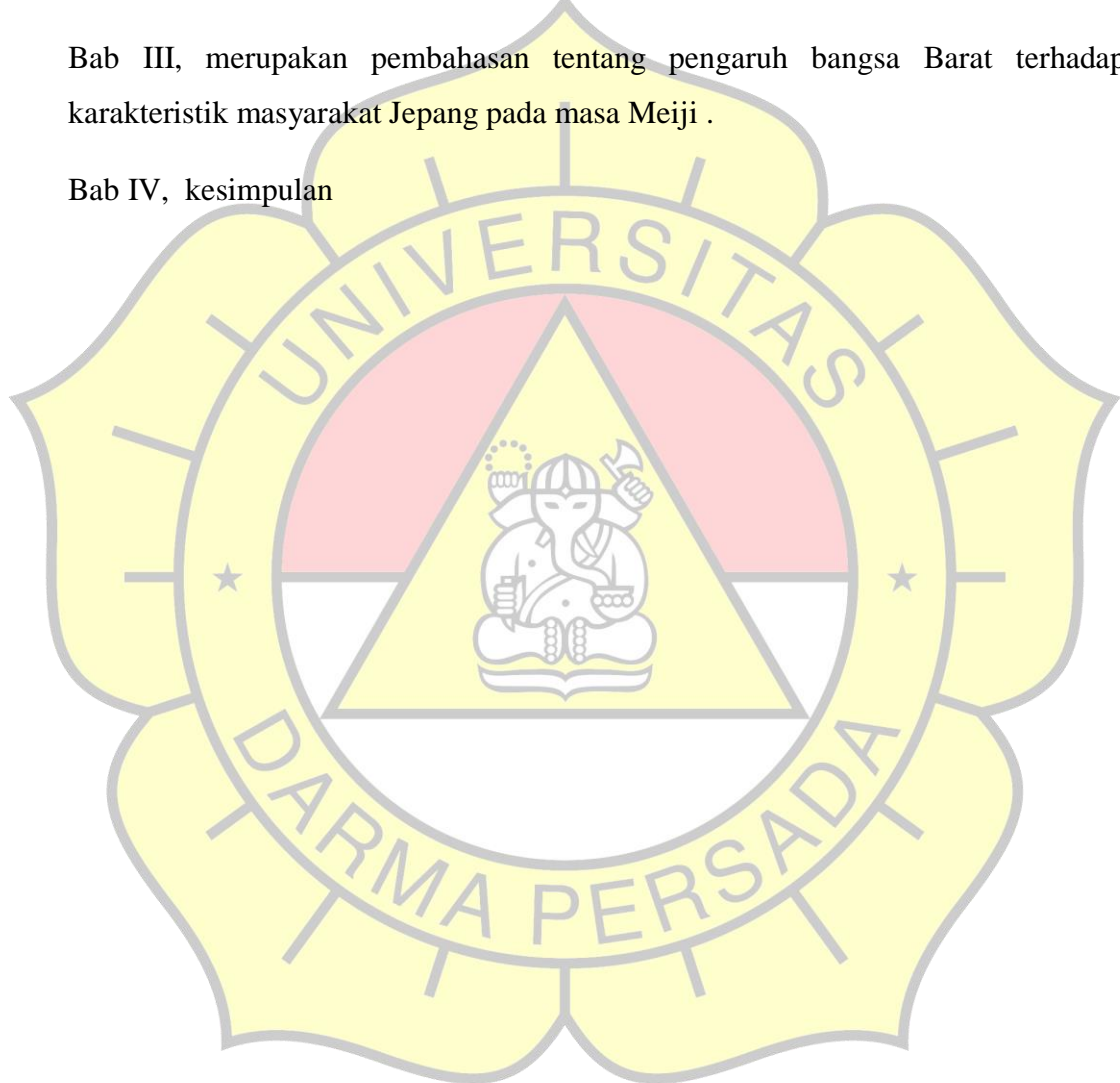 Bab III, merupakan pembahasan tentang pengaruh bangsa Barat terhadap
karakteristik masyarakat Jepang pada masa Meiji .
Bab IV, kesimpulan
UNIVERSITAS
DARMA PERSADA